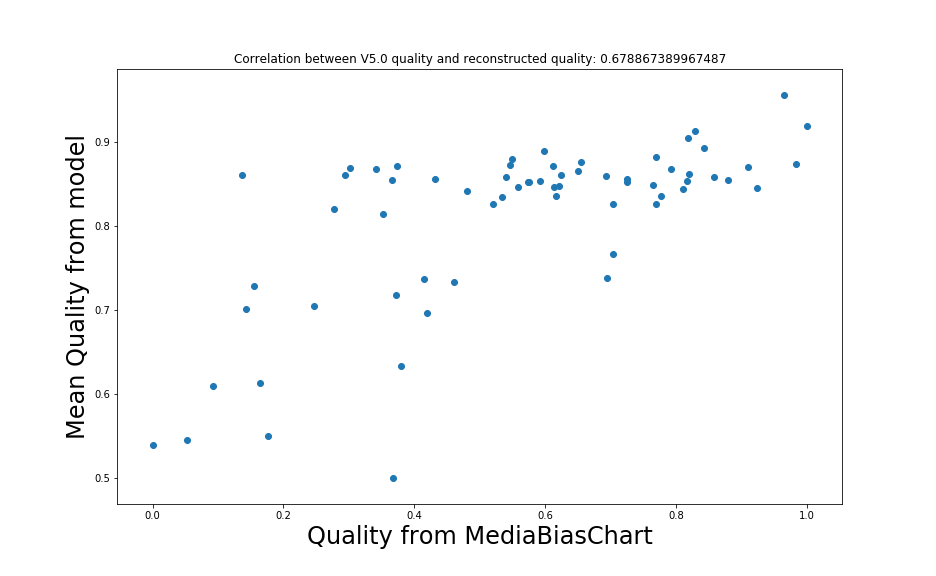 Correlation between V5.0 quality and reconstructed quality: 0.678867389967487
Mean Quality from model
0.9
0.8
0.7
0.6
0.5
0.0 0.2 0.4 0.6 0.8 1.0
Quality from MediaBiasChart